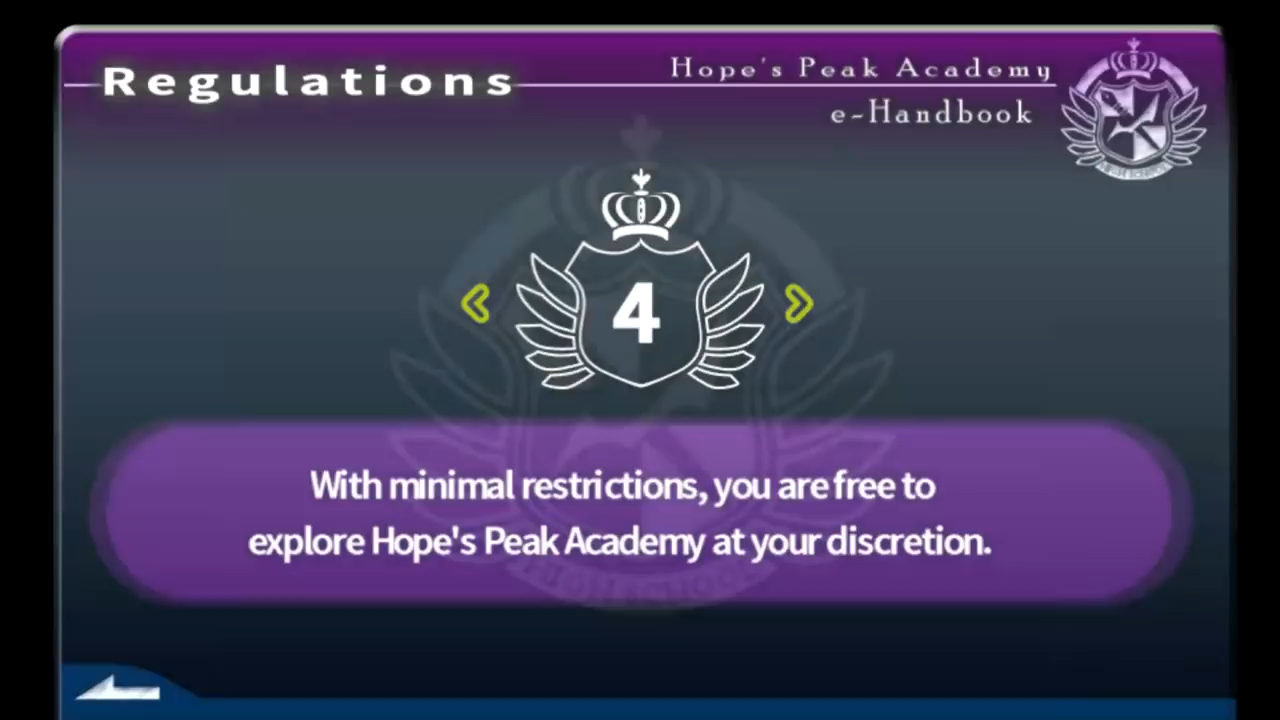 Regulations
Hope's Peak Academy
e-Handbook
4
With minimal restrictions, you are free to
explore Hope's Peak Academy at your discretion.